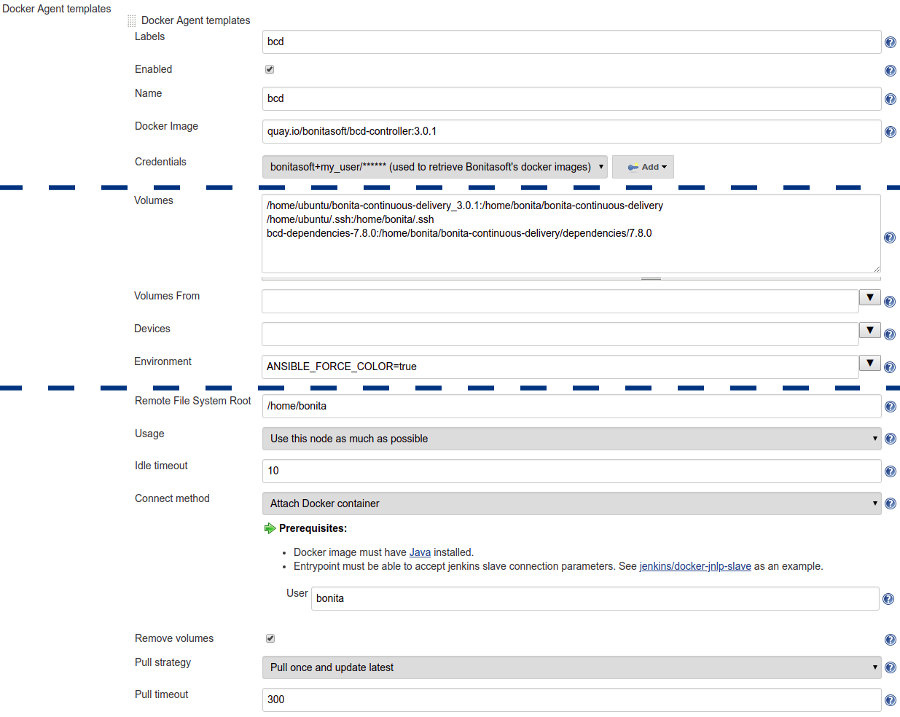 Docker Agent templates
Docker Agent templates
Labels
bcd
Enabled
Name
bcd
Docker Image
quay.io/bonitasoft/bcd-controller:3.0.1
Credentials
bonitasoft+my_user/****** (used to retrieve Bonitasoft's docker images)
Add
Volumes
/home/ubuntu/bonita-continuous-delivery_3.0.1:/home/bonita/bonita-continuous-delivery
/home/ubuntu/.ssh:/home/bonita/.ssh
bcd-dependencies-7.8.0:/home/bonita/bonita-continuous-delivery/dependencies/7.8.0
Volumes From
Devices
Environment
ANSIBLE_FORCE_COLOR=true
Remote File System Root
/home/bonita
Usage
Use this node as much as possible
Idle timeout
10
Connect method
Attach Docker container
Prerequisites:
Docker image must have Java installed.
Entrypoint must be able to accept jenkins slave connection parameters. See jenkins/docker-jnlp-slave as an example.
User
bonita
Remove volumes
Pull strategy
Pull once and update latest
Pull timeout
300